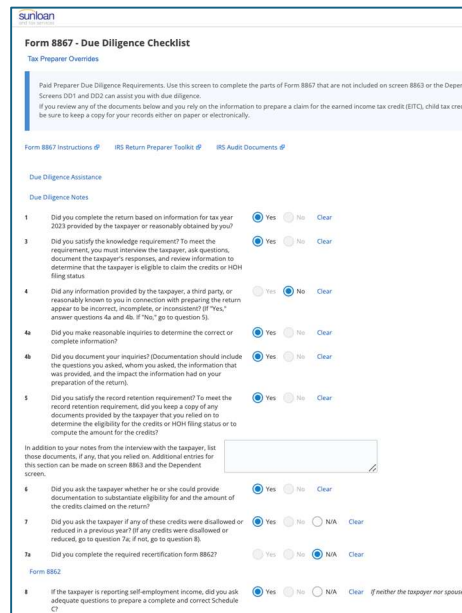 sunloan
Form 8867 - Due Diligence Checklist
Tax Preparer Overrides
Paid Preparer Due Diligence Requirements. Use this screen to complete the parts of Form 8867 that are not included on screen 8863 or the Deper
Screens DD1 and DD2 can assist you with due diligence.
If you review any of the documents below and you rely on the information to prepare a claim for the earned income tax credit (EITC), child tax cre
be sure to keep a copy for your records either on paper or electronically.
Form 8867 Instructions IRS Return Preparer Toolkit IRS Audit Documents
Due Diligence Assistance
Due Diligence Notes
1 Did you complete the return based on information for tax year Yes No Clear
2023 provided by the taxpayer or reasonably obtained by you?
3 Did you satisfy the knowledge requirement? To meet the Yes No Clear
requirement, you must interview the taxpayer, ask questions,
document the taxpayer's responses, and review information to
determine that the taxpayer is eligible to claim the credits or HOH
filing status
4 Did any information provided by the taxpayer, a third party, or Yes No Clear
reasonably known to you in connection with preparing the return
appear to be incorrect, incomplete, or inconsistent? (If "Yes,"
answer questions 4a and 4b. If "No," go to question 5).
4a Did you make reasonable inquiries to determine the correct or Yes No Clear
complete information?
4b Did you document your inquiries? (Documentation should include Yes No Clear
the questions you asked, whom you asked, the information that
was provided, and the impact the information had on your
preparation of the return).
5 Did you satisfy the record retention requirement? To meet the Yes No Clear
record retention requirement, did you keep a copy of any
documents provided by the taxpayer that you relied on to
determine the eligibility for the credits or HOH filing status or to
compute the amount for the credits?
In addition to your notes from the interview with the taxpayer, list
those documents, if any, that you relied on. Additional entries for
this section can be made on screen 8863 and the Dependent
screen.
6 Did you ask the taxpayer whether he or she could provide Yes No Clear
documentation to substantiate eligibility for and the amount of
the credits claimed on the return?
7 Did you ask the taxpayer if any of these credits were disallowed or Yes No N/A Clear
reduced in a previous year? (If any credits were disallowed or
reduced, go to question 7a; if not, go to question 8).
7a Did you complete the required recertification form 8862? Yes No N/A Clear
Form 8862
8 If the taxpayer is reporting self-employment income, did you ask Yes No N/A Clear (If neither the taxpayer nor spouse
adequate questions to prepare a complete and correct Schedule
C?